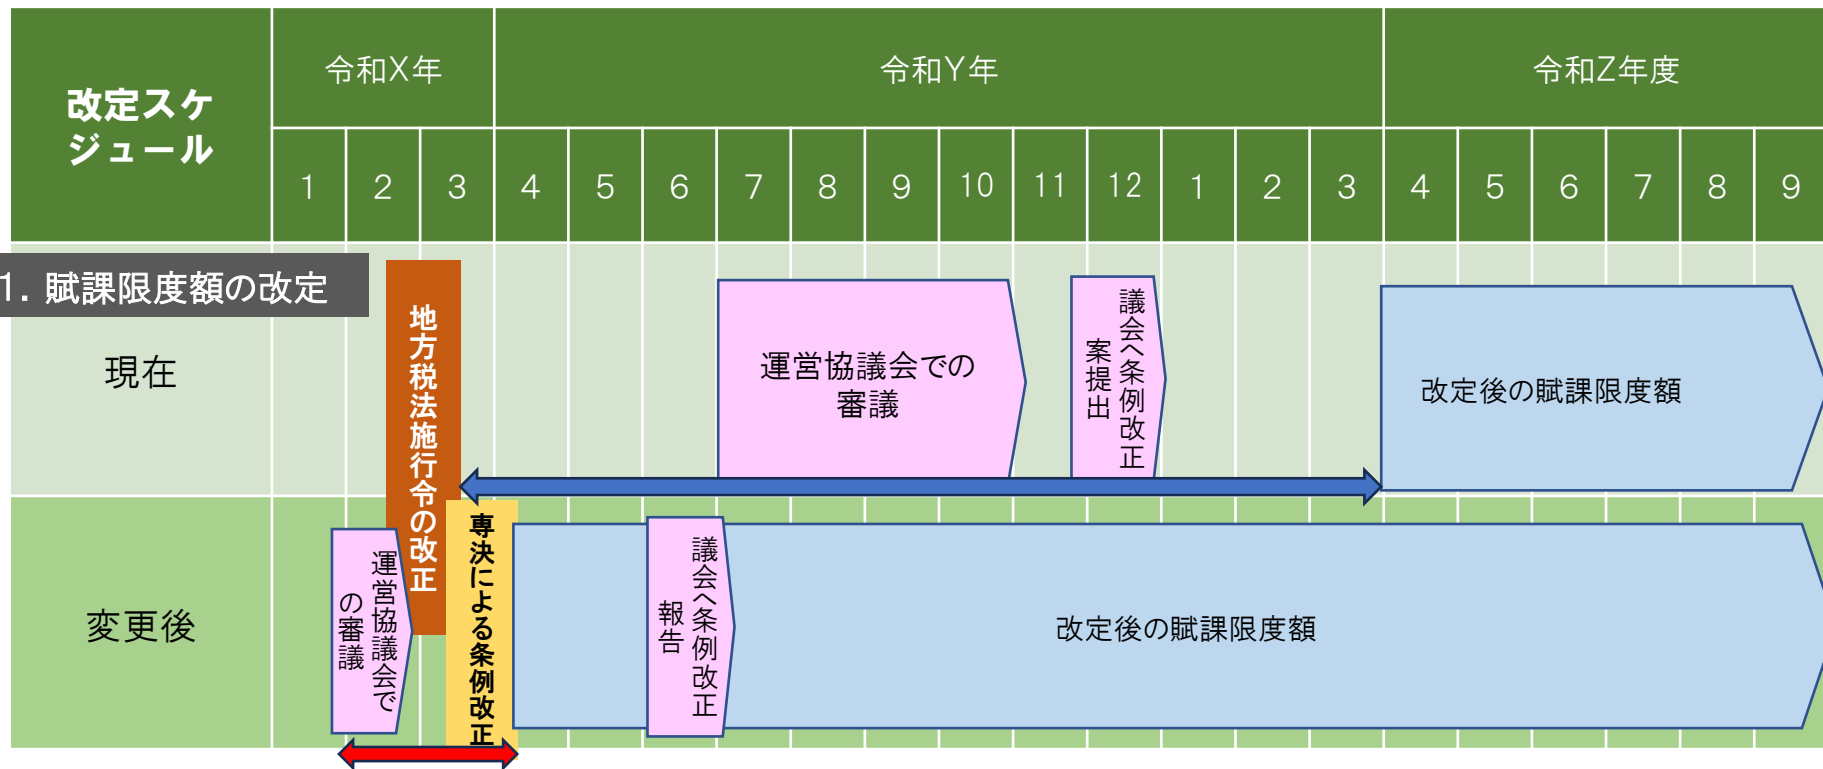 改定スケ
ジュール
令和X年
令和Y年
令和Z年度
1 2 3 4 5 6 7 8 9 10 11 12 1 2 3 4 5 6 7 8 9
1. 賦課限度額の改定
現在
地方税法施行令の改正
運営協議会での
審議
議会へ条例改正
案提出
改定後の賦課限度額
変更後
運営協議会で
の審議
専決による条例改正
議会へ条例改正
報告
改定後の賦課限度額